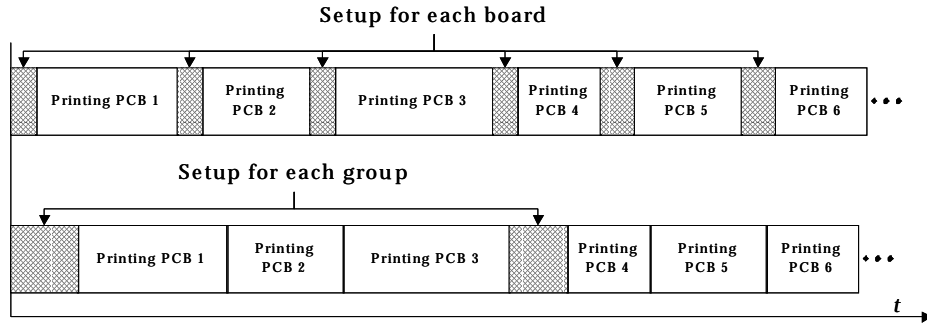 Setup for each board
Printing PCB 1
Printing
PCB 2
Printing PCB 3
Printing
PCB 4
Printing
PCB 5
Printing
PCB 6
•••
Setup for each group
Printing PCB 1
Printing
PCB 2
Printing PCB 3
Printing
PCB 4
Printing
PCB 5
Printing
PCB 6
•••
t